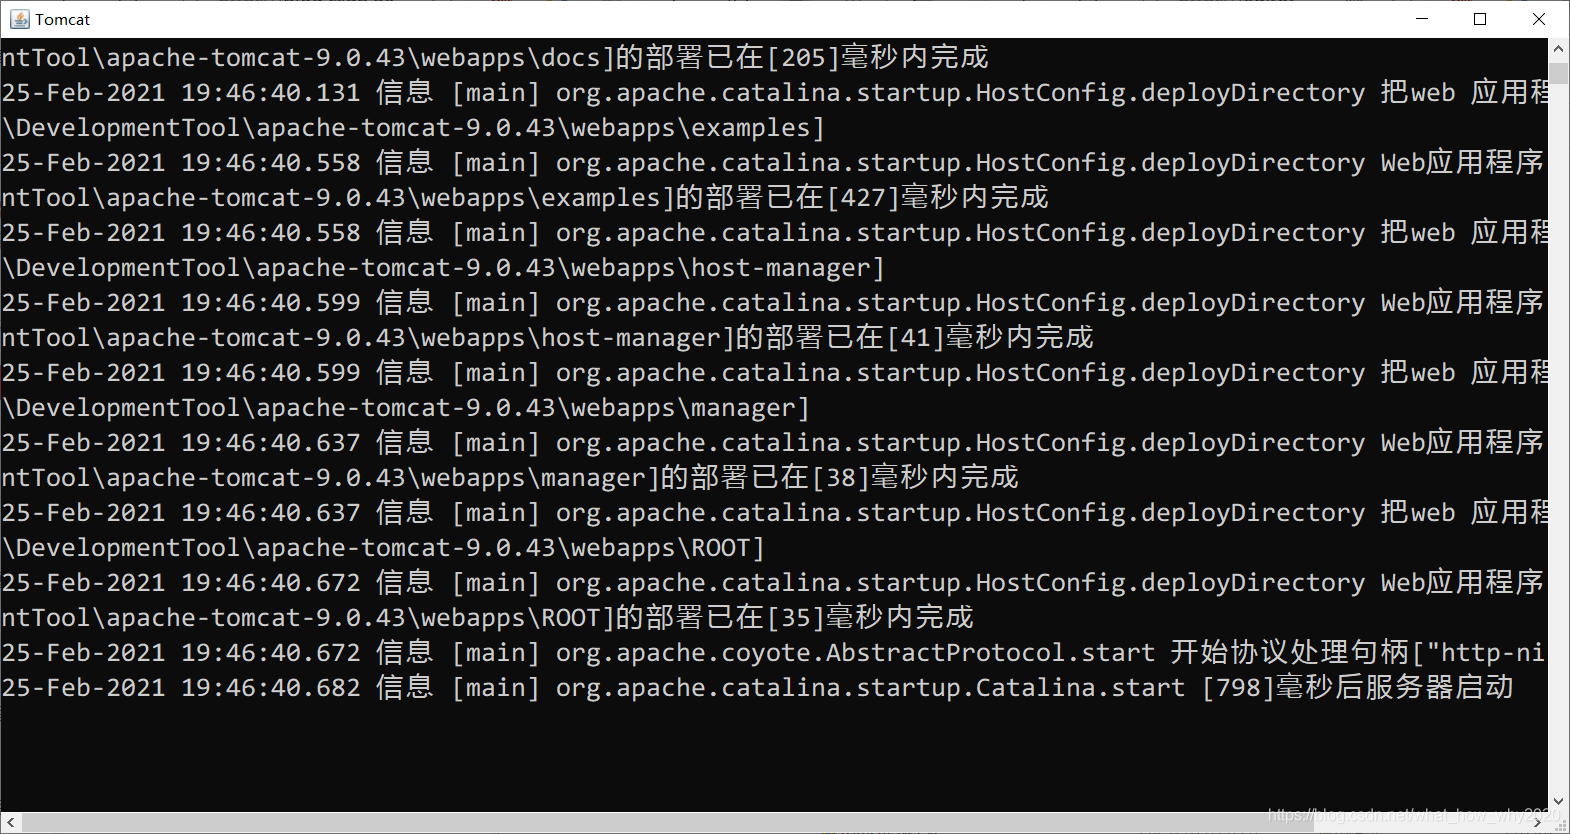 Tomcat
ntTool\apache-tomcat-9.0.43\webapps\docs]的部署已在[205]毫秒内完成
25-Feb-2021 19:46:40.131 信息 [main] org.apache.catalina.startup.HostConfig.deployDirectory 把web 应用程
\DevelopmentTool\apache-tomcat-9.0.43\webapps\examples]
25-Feb-2021 19:46:40.558 信息 [main] org.apache.catalina.startup.HostConfig.deployDirectory Web应用程序
ntTool\apache-tomcat-9.0.43\webapps\examples]的部署已在[427]毫秒内完成
25-Feb-2021 19:46:40.558 信息 [main] org.apache.catalina.startup.HostConfig.deployDirectory 把web 应用程
\DevelopmentTool\apache-tomcat-9.0.43\webapps\host-manager]
25-Feb-2021 19:46:40.599 信息 [main] org.apache.catalina.startup.HostConfig.deployDirectory Web应用程序
ntTool\apache-tomcat-9.0.43\webapps\host-manager]的部署已在[41]毫秒内完成
25-Feb-2021 19:46:40.599 信息 [main] org.apache.catalina.startup.HostConfig.deployDirectory 把web 应用程
\DevelopmentTool\apache-tomcat-9.0.43\webapps\manager]
25-Feb-2021 19:46:40.637 信息 [main] org.apache.catalina.startup.HostConfig.deployDirectory Web应用程序
ntTool\apache-tomcat-9.0.43\webapps\manager]的部署已在[38]毫秒内完成
25-Feb-2021 19:46:40.637 信息 [main] org.apache.catalina.startup.HostConfig.deployDirectory 把web 应用程
\DevelopmentTool\apache-tomcat-9.0.43\webapps\ROOT]
25-Feb-2021 19:46:40.672 信息 [main] org.apache.catalina.startup.HostConfig.deployDirectory Web应用程序
ntTool\apache-tomcat-9.0.43\webapps\ROOT]的部署已在[35]毫秒内完成
25-Feb-2021 19:46:40.672 信息 [main] org.apache.coyote.AbstractProtocol.start 开始协议处理句柄["http-ni
25-Feb-2021 19:46:40.682 信息 [main] org.apache.catalina.startup.Catalina.start [798]毫秒后服务器启动
https://blog.csdn.net/what_how_why2020